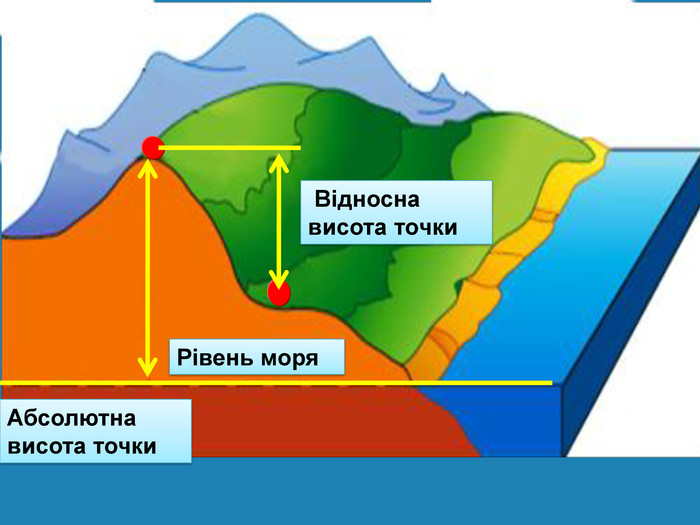 Відносна
висота точки
Рівень моря
Абсолютна
висота точки